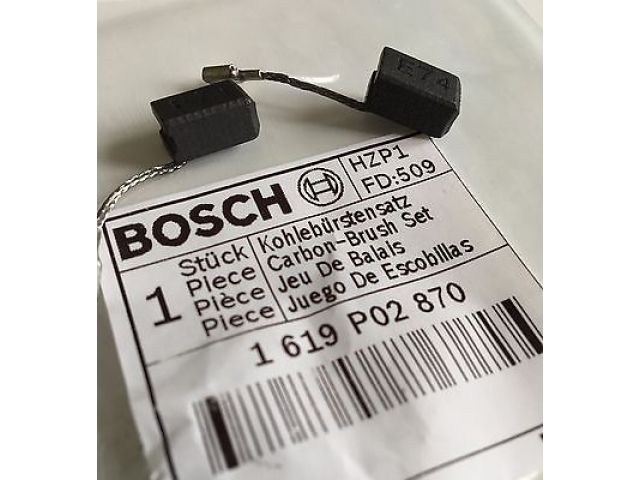 E74
BOSCH
HZP1
FD:509
1
Stück
Piece
Pièce
Piece
Kohlebürstensatz
Carbon-Brush Set
Jeu De Balais
Juego De Escobillas
1 619 P02 870